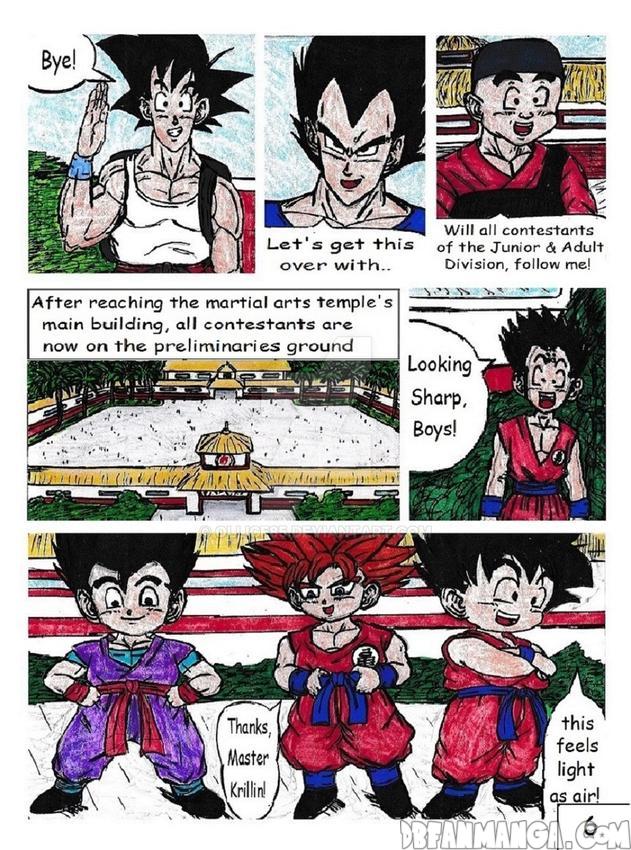 Bye!
Let's get this
over with..
Will all contestants
of the Junior & Adult
Division, follow me!
After reaching the martial arts temple's
main building, all contestants are
now on the preliminaries ground
Looking
Sharp,
Boys!
Thanks,
Master
Krillin!
this
feels
light
as air!
6.
DBFANMANGA.COM